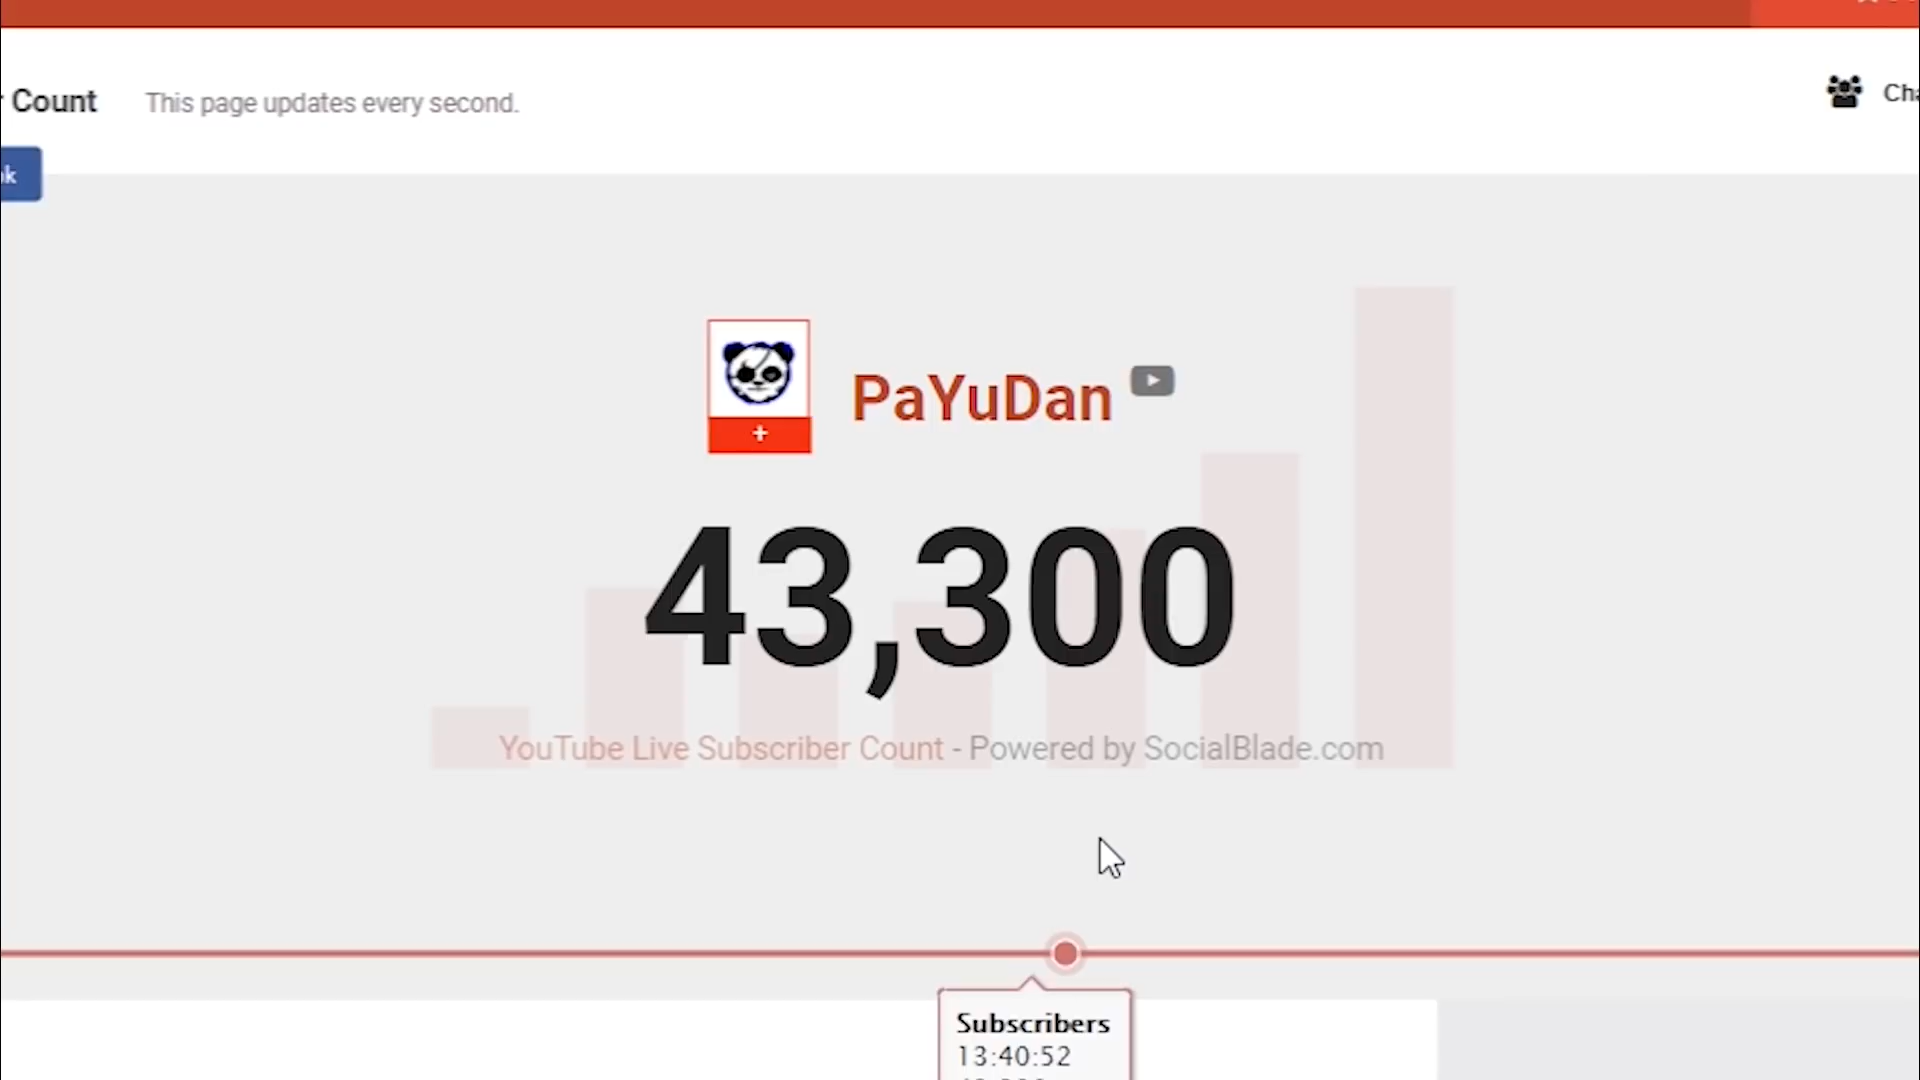 Count
This page updates every second.
PaYuDan
+
43,300
YouTube Live Subscriber Count - Powered by SocialBlade.com
Subscribers
13:40:52